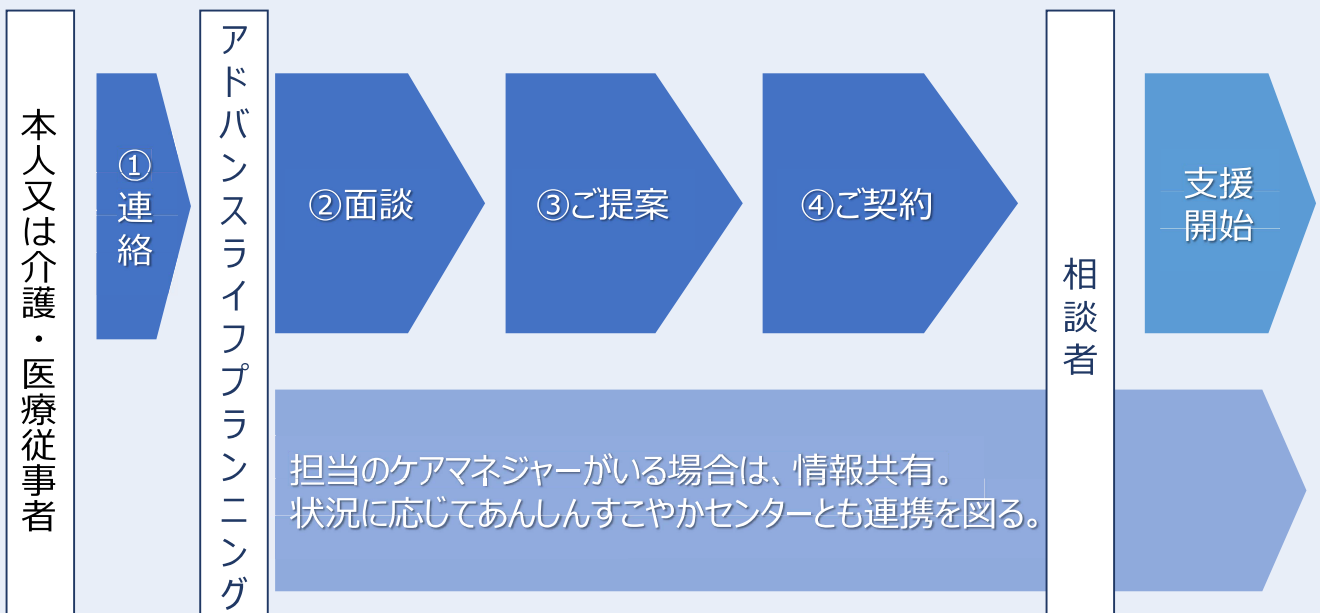 本人又は介護・医療従事者
①
連
絡
アドバンスライフプランニング
②面談
③ご提案
④ご契約
相談者
支援
開始
担当のケアマネジャーがいる場合は、情報共有。
状況に応じてあんしんすこやかセンターとも連携を図る。